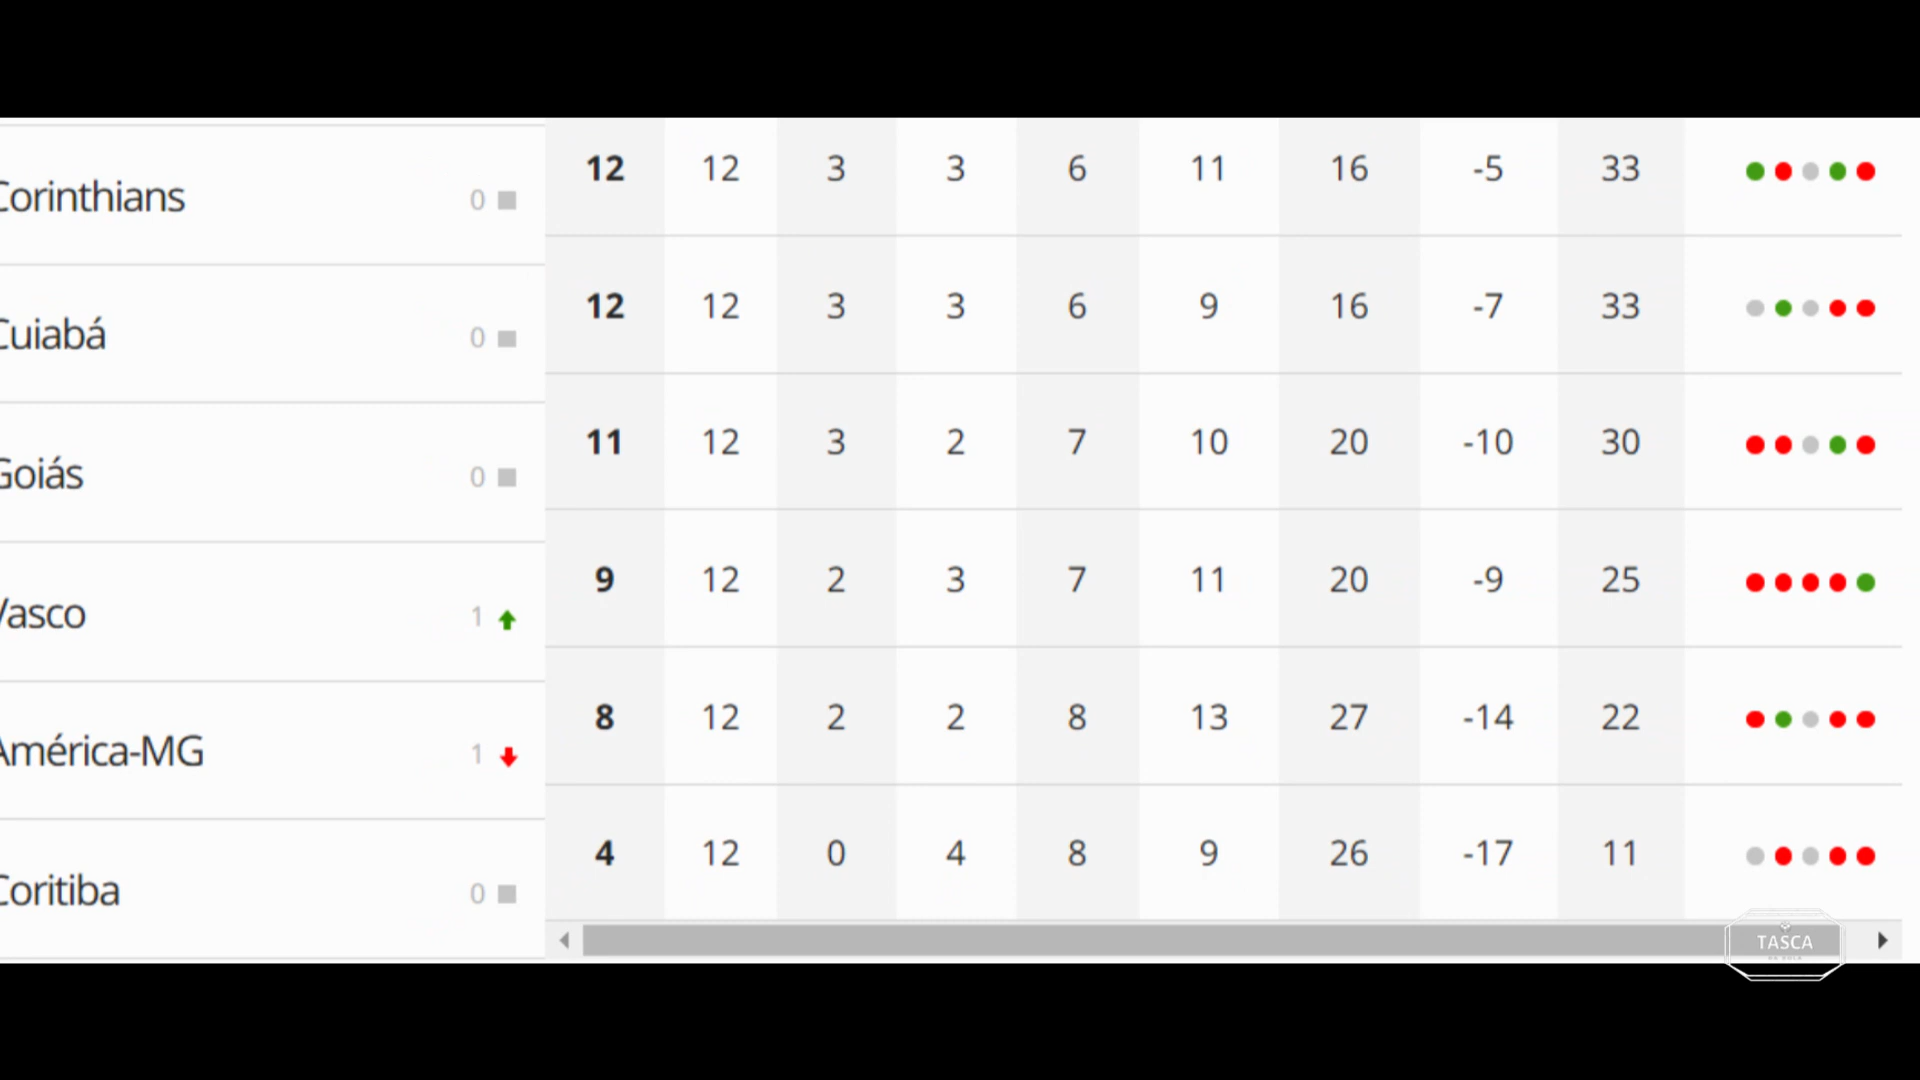 Corinthians 0 12 12 3 3 6 11 16 -5 33
Cuiabá 0 12 12 3 3 6 9 16 -7 33
Goiás 0 11 12 3 2 7 10 20 -10 30
Vasco 1 9 12 2 3 7 11 20 -9 25
América-MG 1 8 12 2 2 8 13 27 -14 22
Coritiba 0 4 12 0 4 8 9 26 -17 11
TASCA